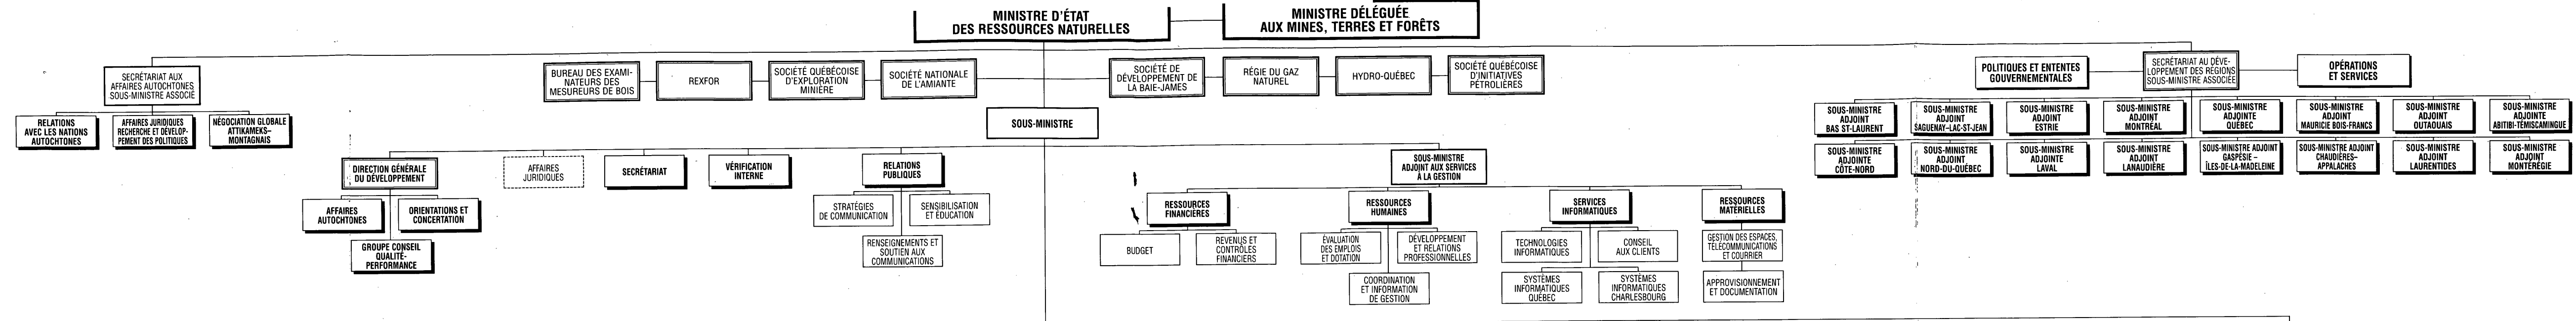 MINISTRE D'ÉTAT
DES RESSOURCES NATURELLES
MINISTRE DÉLÉGUÉE
AUX MINES, TERRES ET FORÊTS
SECRÉTARIAT AUX
AFFAIRES AUTOCHTONES
SOUS-MINISTRE ASSOCIÉ
BUREAU DES EXAMI-
NATEURS DES
MESUREURS DE BOIS
REXFOR
SOCIÉTÉ QUÉBÉCOISE
D'EXPLORATION
MINIÈRE
SOCIÉTÉ NATIONALE
DE L'AMIANTE
SOCIÉTÉ DE
DÉVELOPPEMENT DE
LA BAIE-JAMES
RÉGIE DU GAZ
NATUREL
HYDRO-QUÉBEC
SOCIÉTÉ QUÉBÉCOISE
D'INITIATIVES
PÉTROLIÈRES
POLITIQUES ET ENTENTES
GOUVERNEMENTALES
SECRÉTARIAT AU DÉVE-
LOPPEMENT DES RÉGIONS
SOUS-MINISTRE ASSOCIÉE
OPÉRATIONS
ET SERVICES
RELATIONS
AVEC LES NATIONS
AUTOCHTONES
AFFAIRES JURIDIQUES
RECHERCHE ET DÉVELOP-
PEMENT DES POLITIQUES
NÉGOCIATION GLOBALE
ATTIKAMEKS–
MONTAGNAIS
SOUS-MINISTRE
SOUS-MINISTRE
ADJOINT
BAS ST-LAURENT
SOUS-MINISTRE
ADJOINT
SAGUENAY–LAC-ST-JEAN
SOUS-MINISTRE
ADJOINT
ESTRIE
SOUS-MINISTRE
ADJOINT
MONTRÉAL
SOUS-MINISTRE
ADJOINTE
QUÉBEC
SOUS-MINISTRE
ADJOINT
MAURICIE BOIS-FRANCS
SOUS-MINISTRE
ADJOINT
OUTAOUAIS
SOUS-MINISTRE
ADJOINTE
ABITIBI-TÉMISCAMINGUE
SOUS-MINISTRE
ADJOINTE
CÔTE-NORD
SOUS-MINISTRE
ADJOINT
NORD-DU-QUÉBEC
SOUS-MINISTRE
ADJOINTE
LAVAL
SOUS-MINISTRE
ADJOINT
LANAUDIÈRE
SOUS-MINISTRE ADJOINT
GASPÉSIE –
ÎLES-DE-LA-MADELEINE
SOUS-MINISTRE ADJOINT
CHAUDIÈRES–
APPALACHES
SOUS-MINISTRE
ADJOINT
LAURENTIDES
SOUS-MINISTRE
ADJOINT
MONTÉRÉGIE
DIRECTION GÉNÉRALE
DU DÉVELOPPEMENT
AFFAIRES
JURIDIQUES
SECRÉTARIAT
VÉRIFICATION
INTERNE
RELATIONS
PUBLIQUES
SOUS-MINISTRE
ADJOINT AUX SERVICES
À LA GESTION
AFFAIRES
AUTOCHTONES
ORIENTATIONS ET
CONCERTATION
GROUPE CONSEIL
QUALITÉ-
PERFORMANCE
STRATÉGIES
DE COMMUNICATION
SENSIBILISATION
ET ÉDUCATION
RENSEIGNEMENTS ET
SOUTIEN AUX
COMMUNICATIONS
RESSOURCES
FINANCIÈRES
RESSOURCES
HUMAINES
SERVICES
INFORMATIQUES
RESSOURCES
MATÉRIELLES
BUDGET
REVENUS ET
CONTRÔLES
FINANCIERS
ÉVALUATION
DES EMPLOIS
ET DOTATION
DÉVELOPPEMENT
ET RELATIONS
PROFESSIONNELLES
COORDINATION
ET INFORMATION
DE GESTION
TECHNOLOGIES
INFORMATIQUES
CONSEIL
AUX CLIENTS
SYSTÈMES
INFORMATIQUES
QUÉBEC
SYSTÈMES
INFORMATIQUES
CHARLESBOURG
GESTION DES ESPACES,
TÉLÉCOMMUNICATIONS
ET COURRIER
APPROVISIONNEMENT
ET DOCUMENTATION